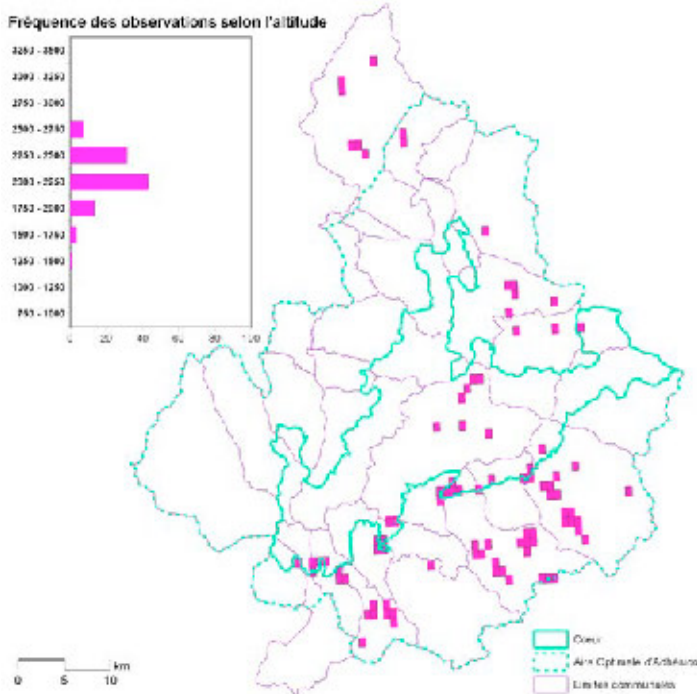 Fréquence des observations selon l'altitude
3250 - 3500
3000 - 3250
2750 - 3000
2500 - 2750
2250 - 2500
2000 - 2250
1750 - 2000
1500 - 1750
1250 - 1500
1000 - 1250
750 - 1000
0 20 40 60 80 100
km
0 5 10
Coeur
Aire Optimale d'Adhésion
Limites communales